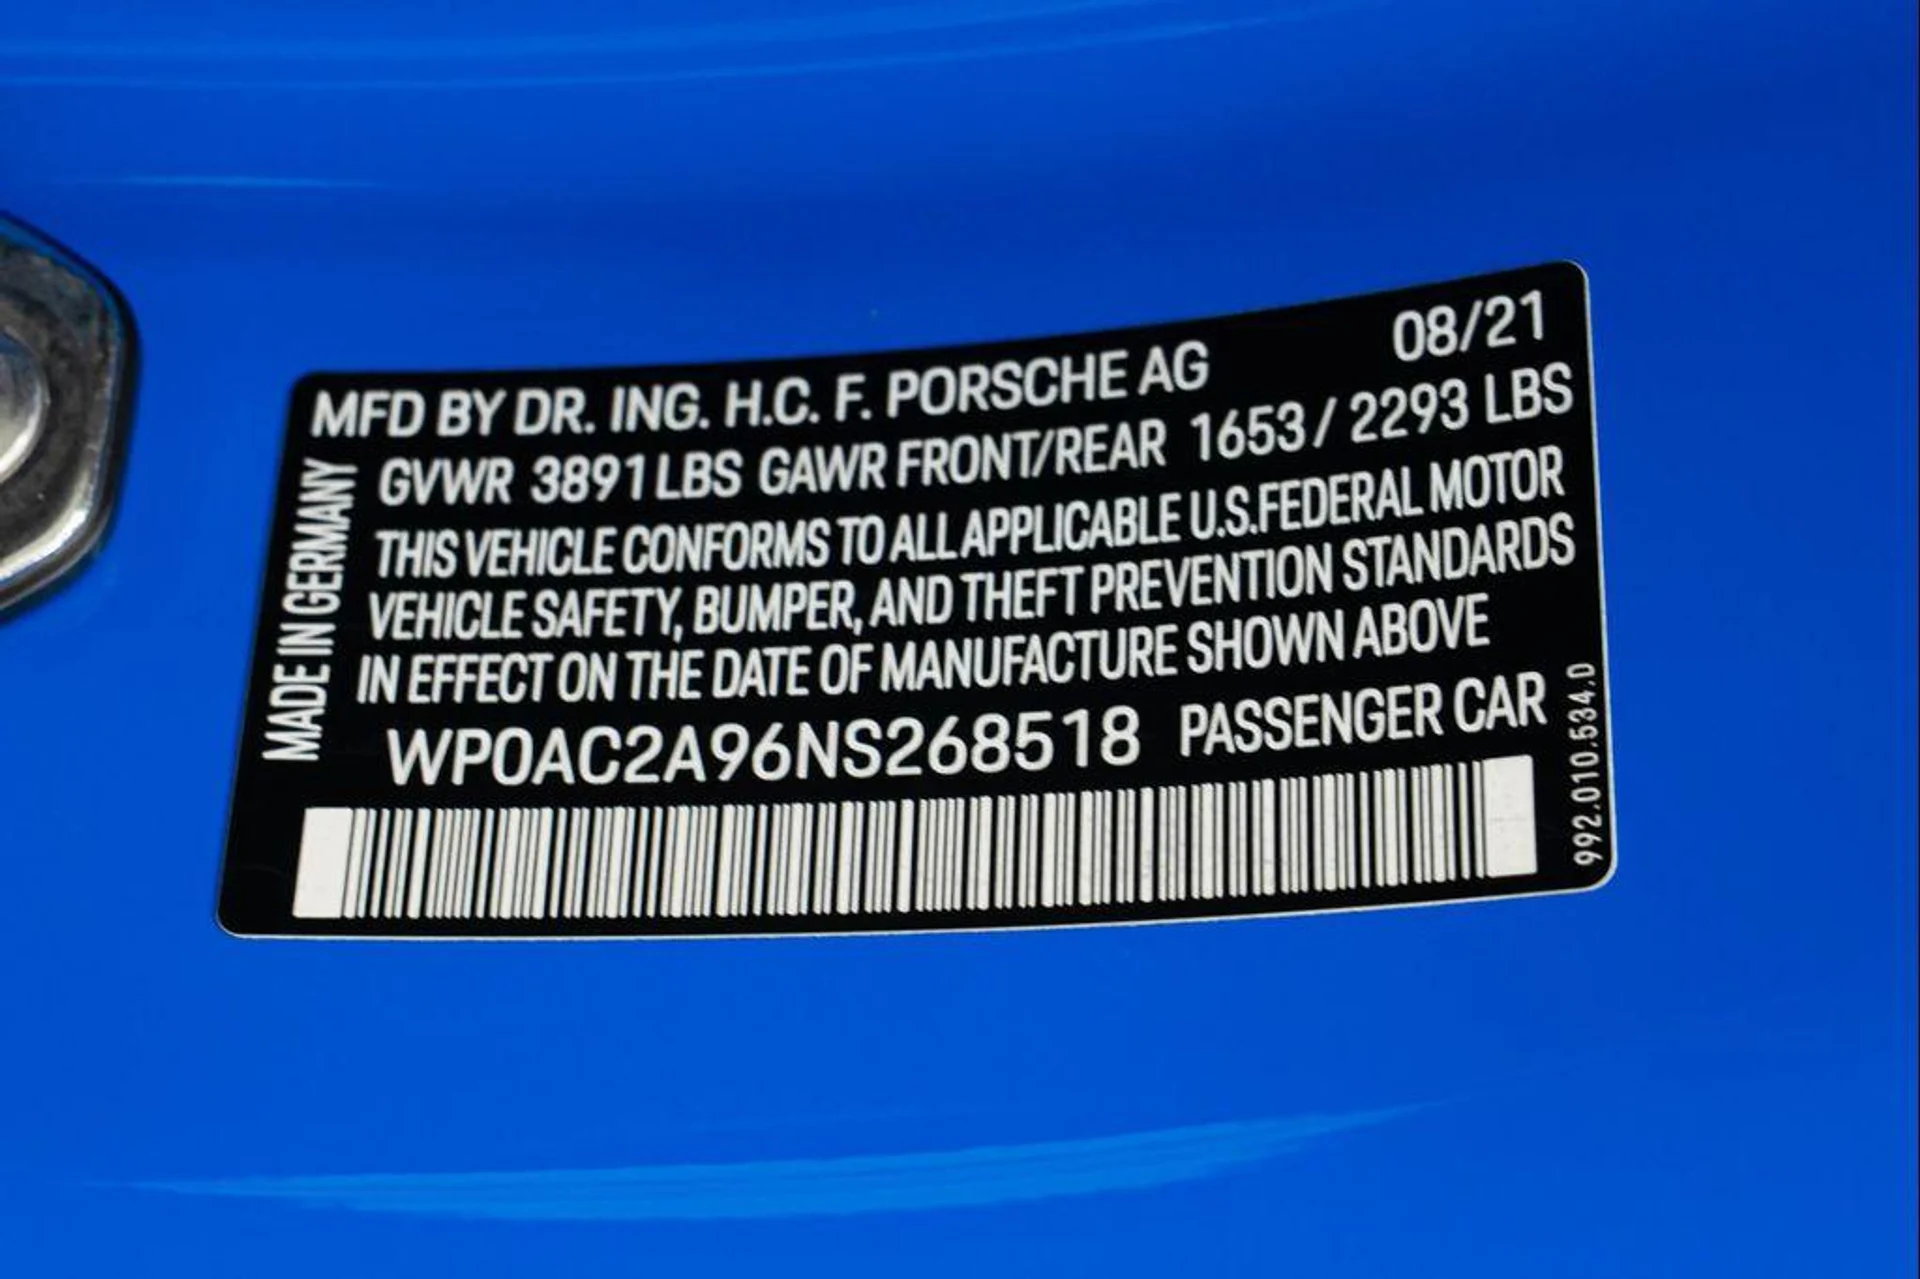 MFD BY DR. ING. H.C. F. PORSCHE AG 08/21
GVWR 3891 LBS GAWR FRONT/REAR 1653 / 2293 LBS
THIS VEHICLE CONFORMS TO ALL APPLICABLE U.S.FEDERAL MOTOR
VEHICLE SAFETY, BUMPER, AND THEFT PREVENTION STANDARDS
IN EFFECT ON THE DATE OF MANUFACTURE SHOWN ABOVE
WP0AC2A96NS268518 PASSENGER CAR
MADE IN GERMANY
992.010.534.D